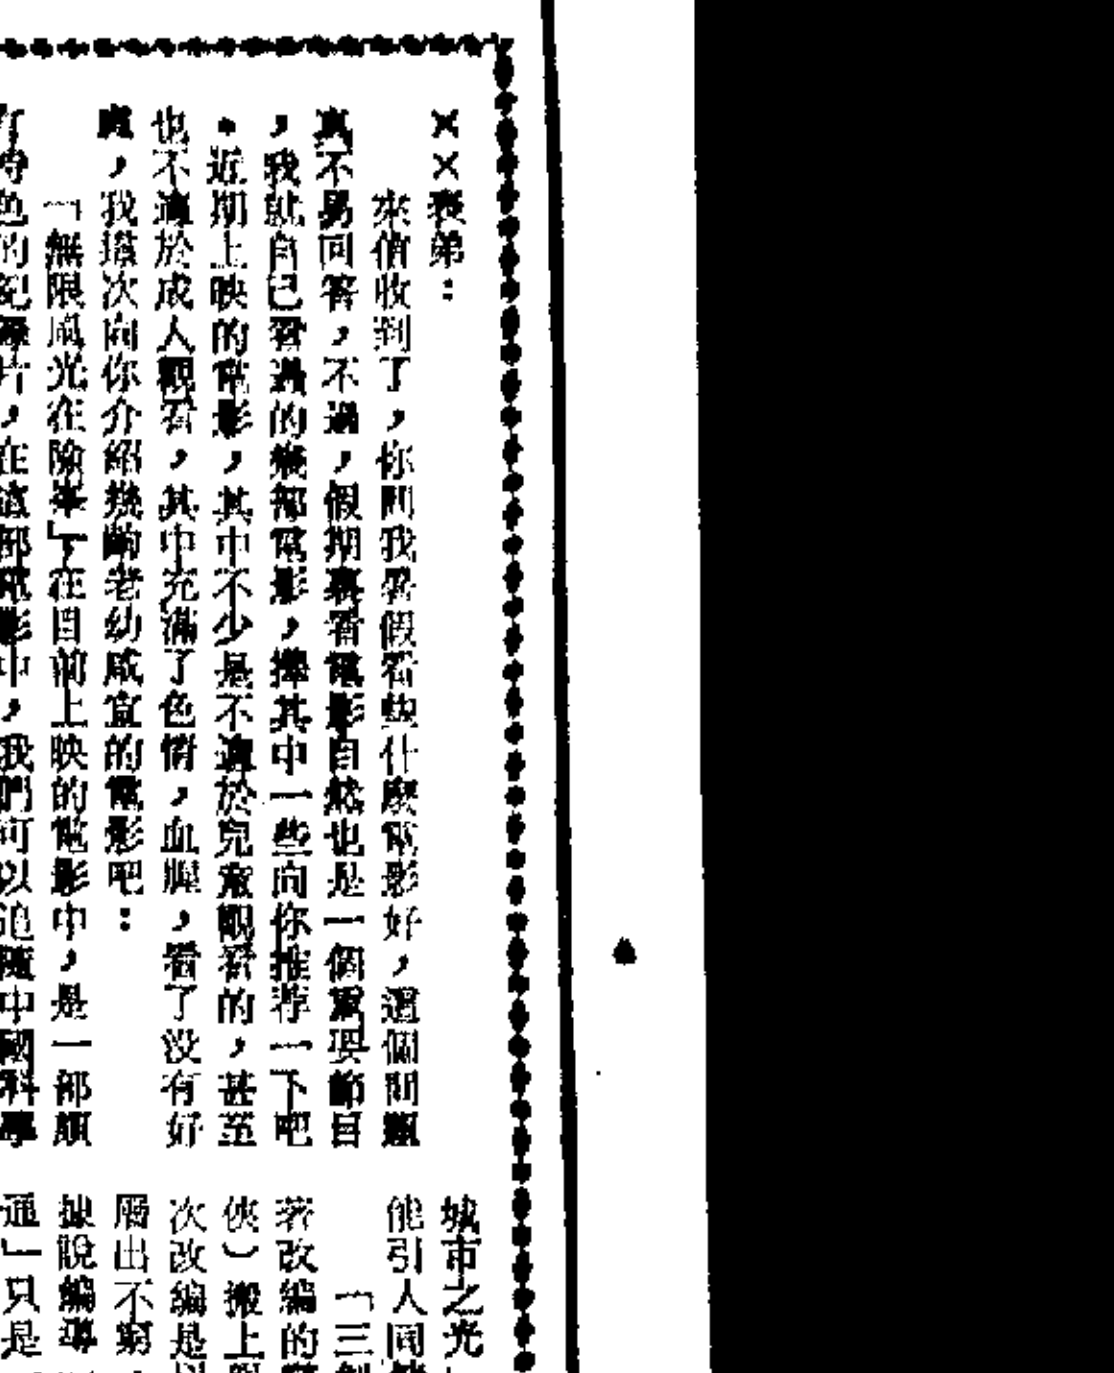 ××表弟：
來信收到了，你問我暑假看些什麼電影好，這個問題
真不易回答，不過，假期裏看電影自然也是一個重要節目
，我就自己看過的幾部電影，擇其中一些向你推荐一下吧
。近期上映的電影，其中不少是不適於兒童觀看的，甚至
也不適於成人觀看，其中充滿了色情，血腥，看了没有好
處，我這次向你介紹幾齣老幼咸宜的電影吧：
「無限風光在險峯」，在目前上映的電影中，是一部頗
有特色的紀錄片，在這部電影中，我們可以追隨中國科學
城市之光
能引人同
「三劍
若改編的
俠）搬上
次改編是以
層出不窮，
據說編導
通」只是